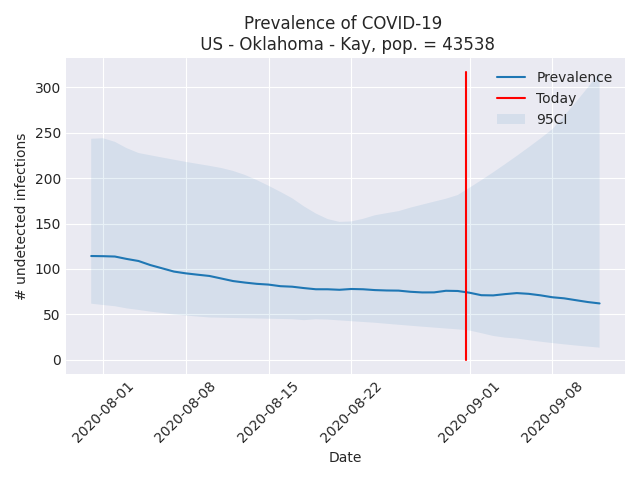 Prevalence of COVID-19
US - Oklahoma - Kay, pop. = 43538
Prevalence
Today
95CI
# undetected infections
300
250
200
150
100
50
0
2020-08-01
2020-08-08
2020-08-15
2020-08-22
2020-09-01
2020-09-08
Date